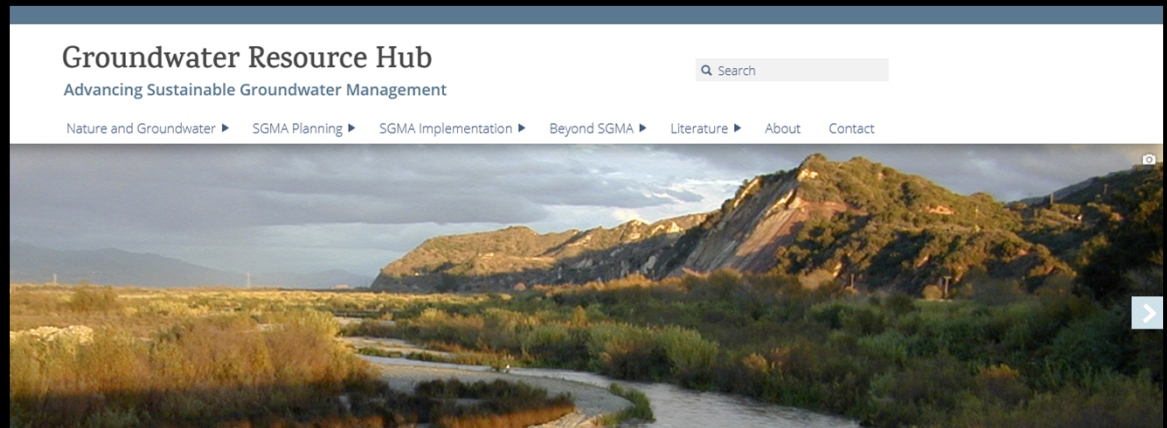 Groundwater Resource Hub
Advancing Sustainable Groundwater Management
Search
Nature and Groundwater SGMA Planning SGMA Implementation Beyond SGMA Literature About Contact